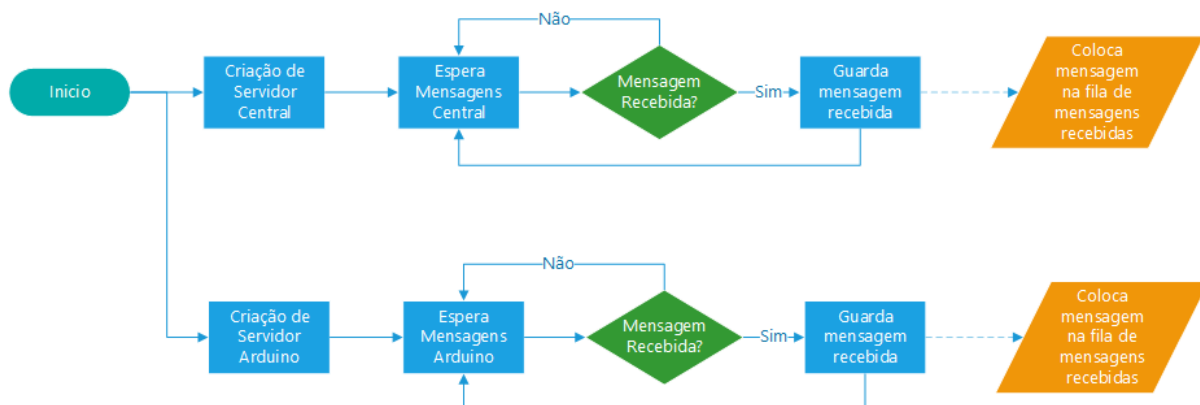 Não
Inicio
Criação de
Servidor
Central
Espera
Mensagens
Central
Mensagem
Recebida?
Sim
Guarda
mensagem
recebida
Coloca
mensagem
na fila de
mensagens
recebidas
Não
Criação de
Servidor
Arduino
Espera
Mensagens
Arduino
Mensagem
Recebida?
Sim
Guarda
mensagem
recebida
Coloca
mensagem
na fila de
mensagens
recebidas